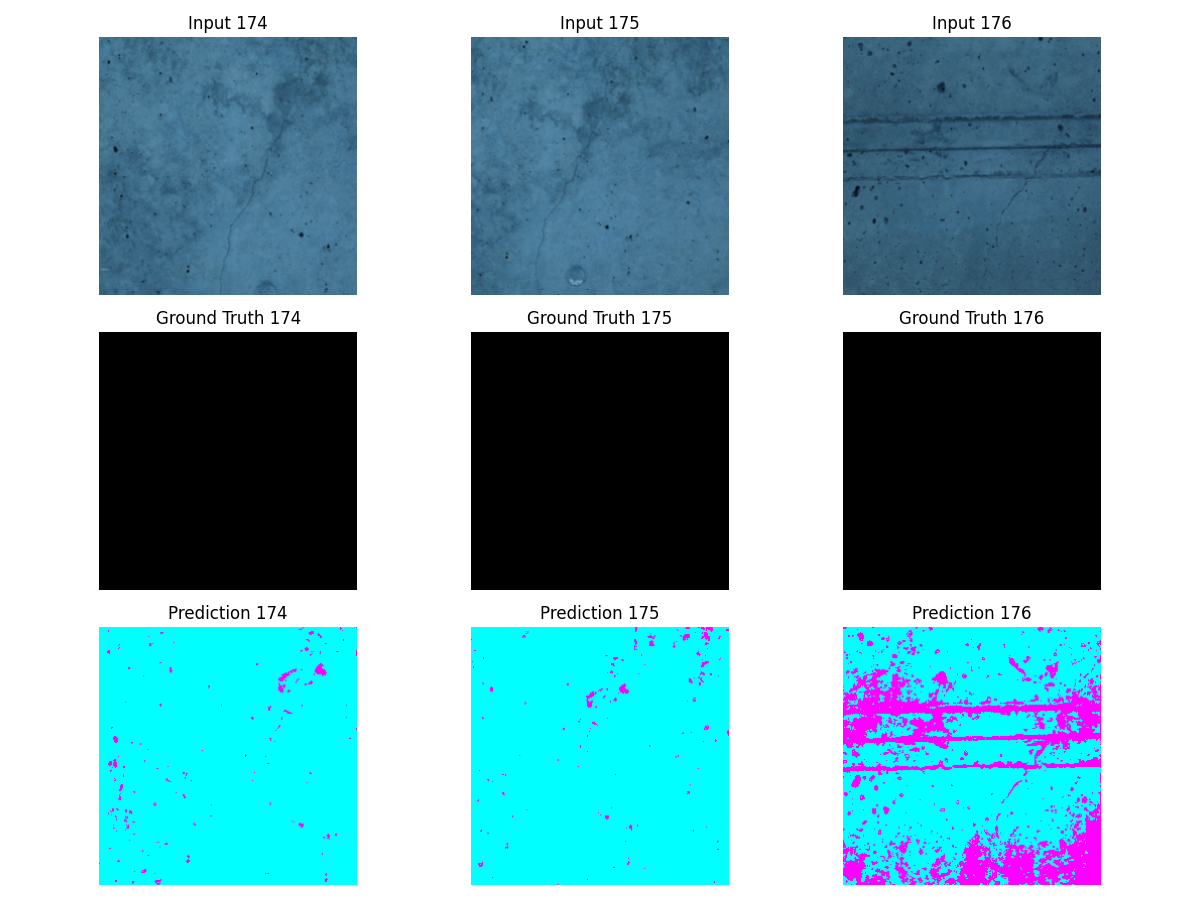 Input 174
Input 175
Input 176
Ground Truth 174
Ground Truth 175
Ground Truth 176
Prediction 174
Prediction 175
Prediction 176